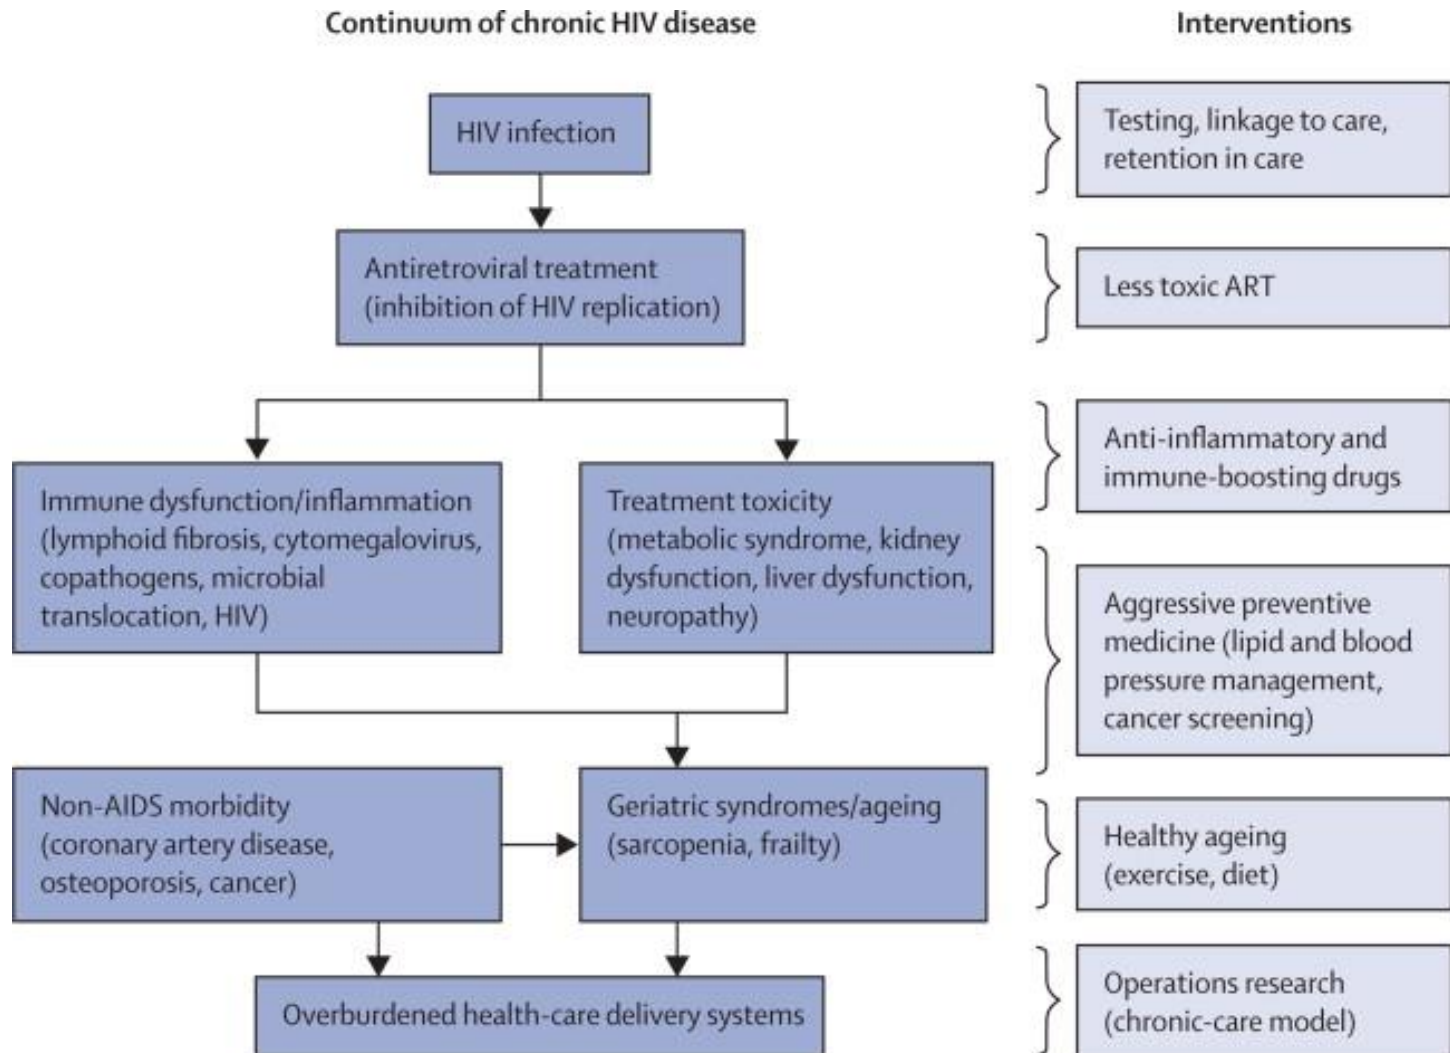 Continuum of chronic HIV disease
Interventions
HIV infection
Testing, linkage to care,
retention in care
Antiretroviral treatment
(inhibition of HIV replication)
Less toxic ART
Anti-inflammatory and
immune-boosting drugs
Immune dysfunction/inflammation
(lymphoid fibrosis, cytomegalovirus,
copathogens, microbial
translocation, HIV)
Treatment toxicity
(metabolic syndrome, kidney
dysfunction, liver dysfunction,
neuropathy)
Aggressive preventive
medicine (lipid and blood
pressure management,
cancer screening)
Non-AIDS morbidity
(coronary artery disease,
osteoporosis, cancer)
Geriatric syndromes/ageing
(sarcopenia, frailty)
Healthy ageing
(exercise, diet)
Overburdened health-care delivery systems
Operations research
(chronic-care model)